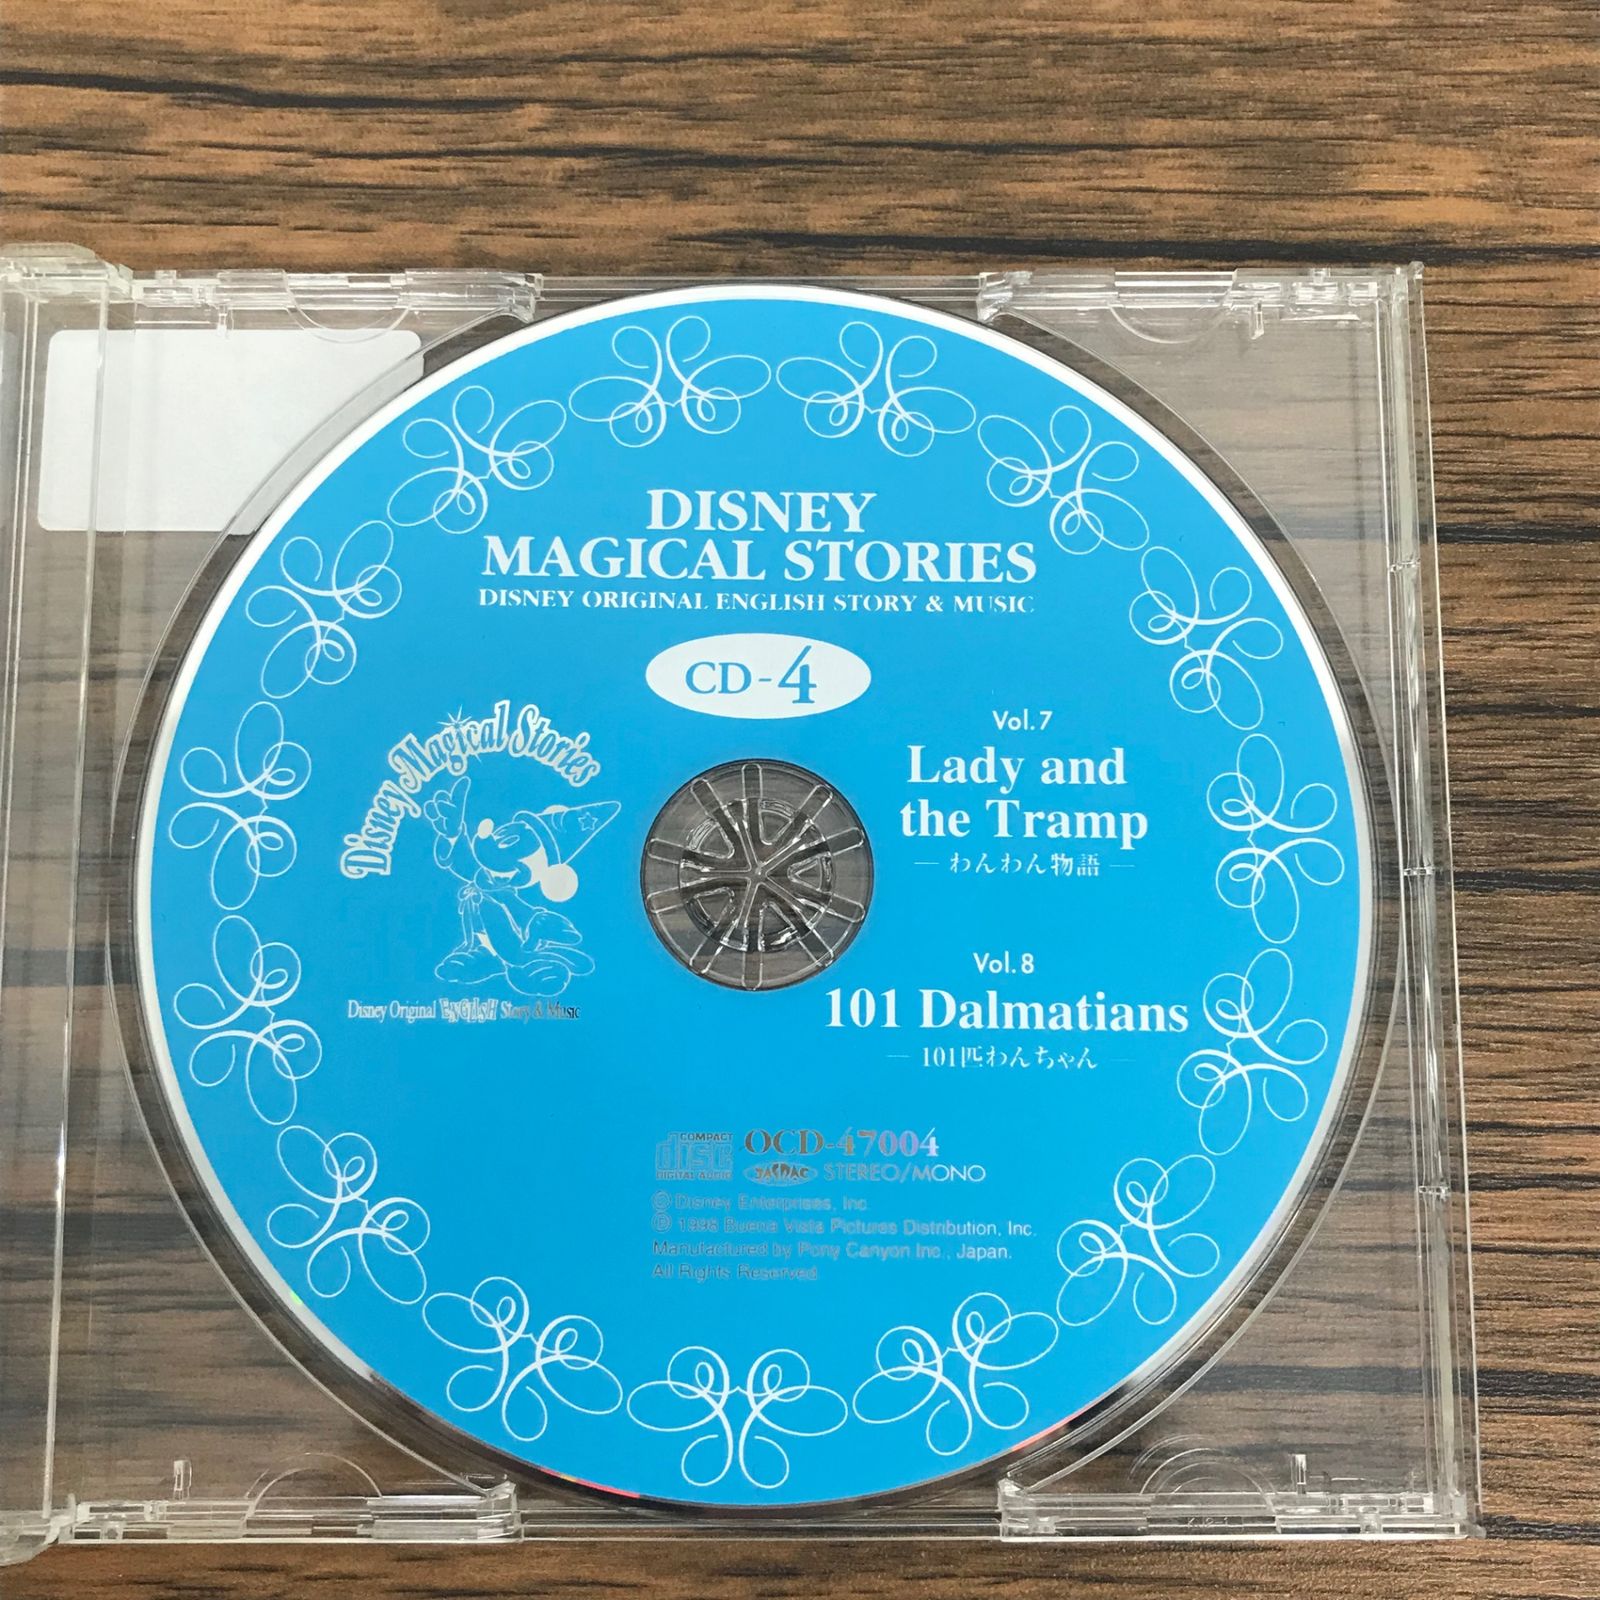 DISNEY
MAGICAL STORIES
DISNEY ORIGINAL ENGLISH STORY & MUSIC
CD-4
Disney Magical Stories
Disney Original ENGLISH Story & Music
Vol.7
Lady and
the Tramp
— わんわん物語 —
Vol.8
101 Dalmatians
— 101匹わんちゃん —
COMPACT
disc
DIGITAL AUDIO
OCD-47004
JASRAC STEREO/MONO
© Disney Enterprises, Inc.
℗ 1998 Buena Vista Pictures Distribution, Inc.
Manufactured by Pony Canyon Inc., Japan.
All Rights Reserved